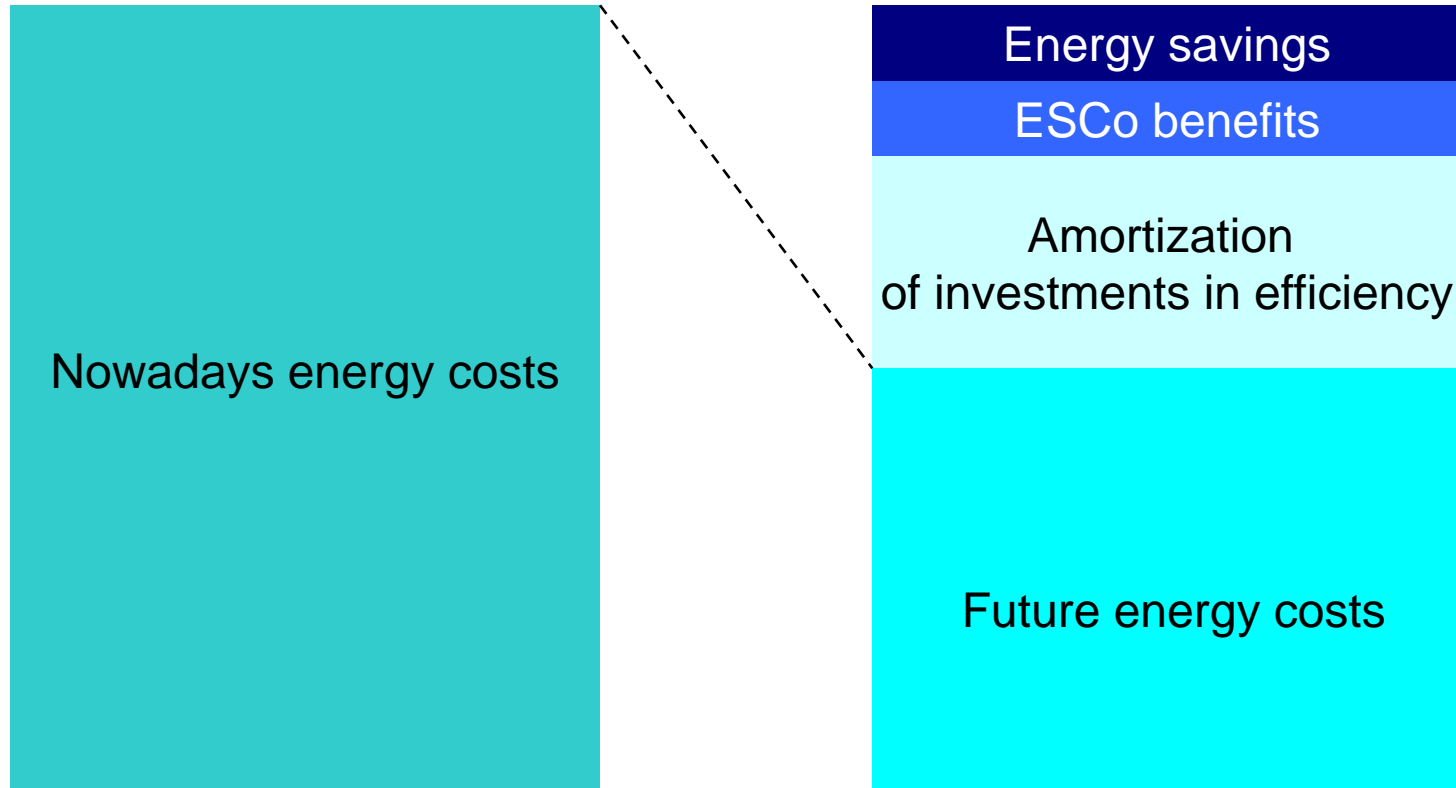 Nowadays energy costs
Energy savings
ESCo benefits
Amortization
of investments in efficiency
Future energy costs